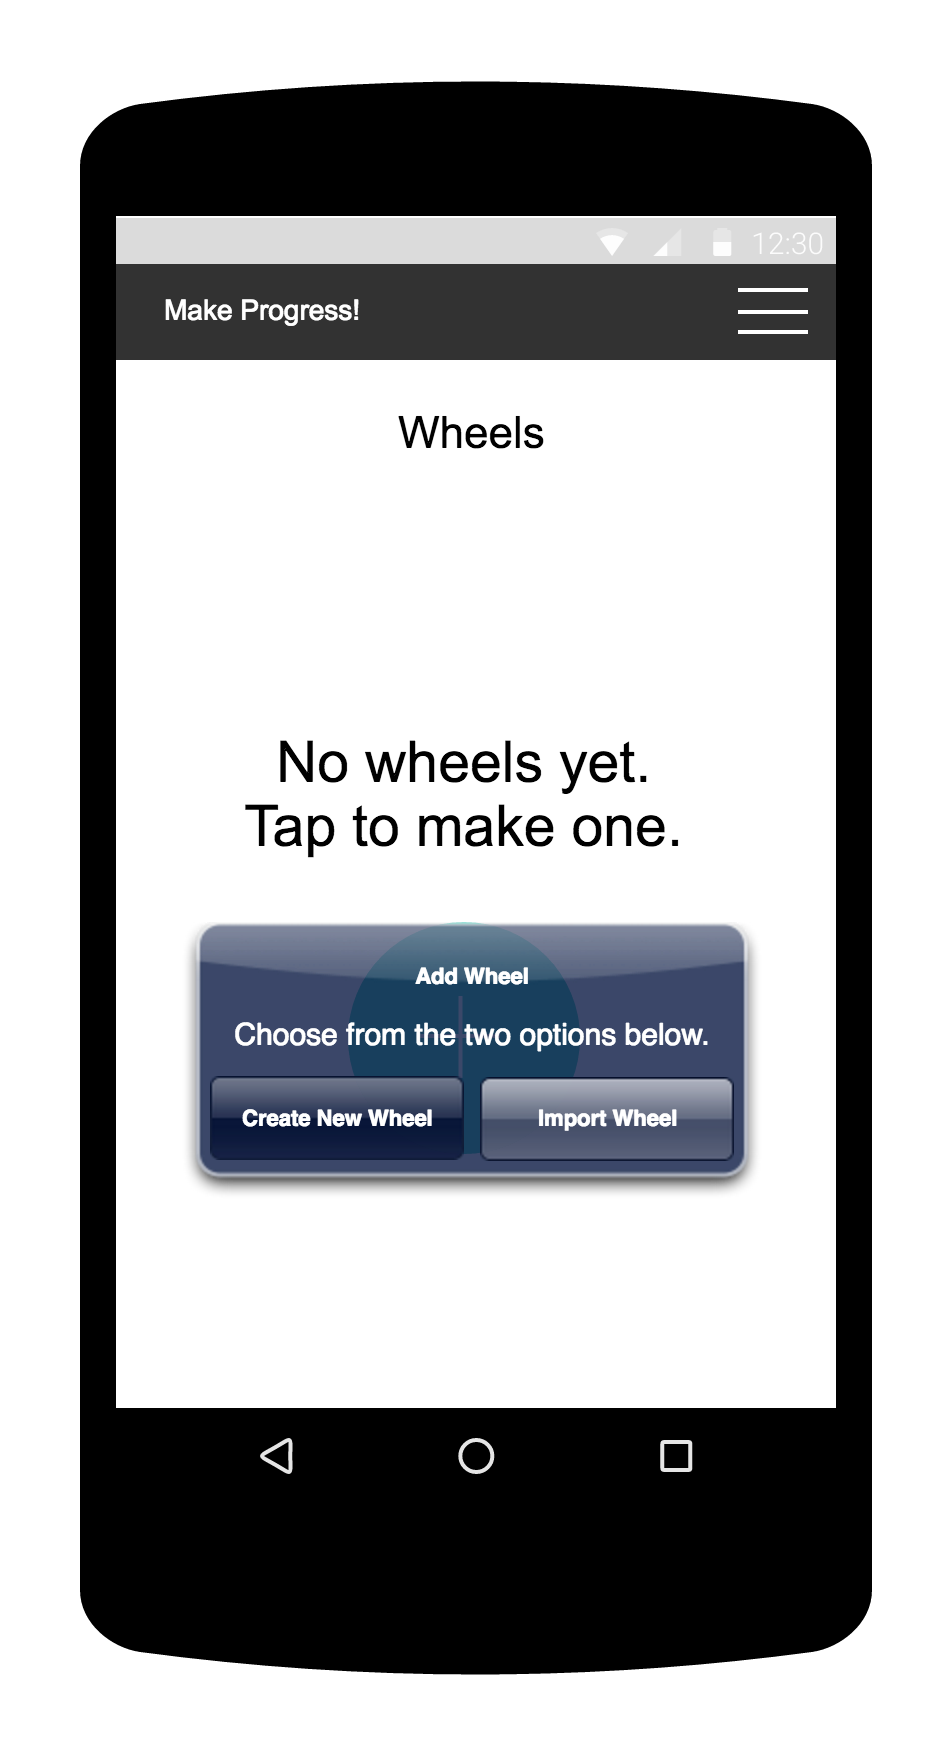 12:30
Make Progress!
Wheels
No wheels yet.
Tap to make one.
Add Wheel
Choose from the two options below.
Create New Wheel
Import Wheel